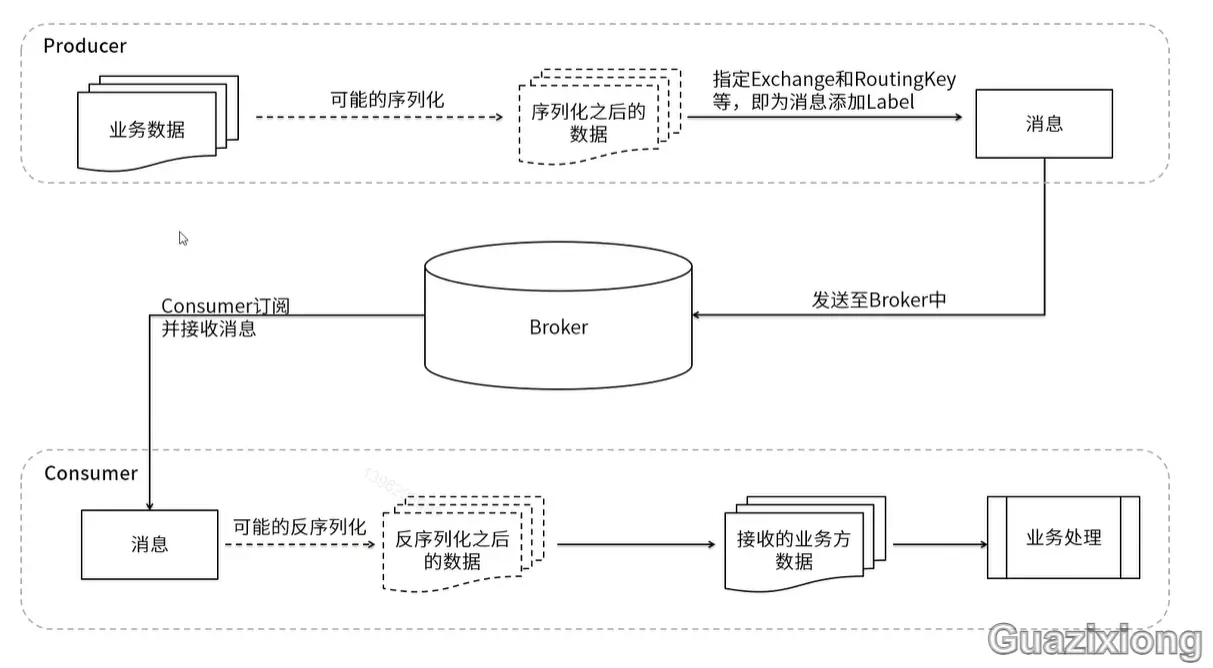 Producer
业务数据
可能的序列化
序列化之后的
数据
指定Exchange和RoutingKey
等，即为消息添加Label
消息
Consumer订阅
并接收消息
Broker
发送至Broker中
Consumer
消息
可能的反序列化
反序列化之后
的数据
接收的业务方
数据
业务处理
Guazixiong